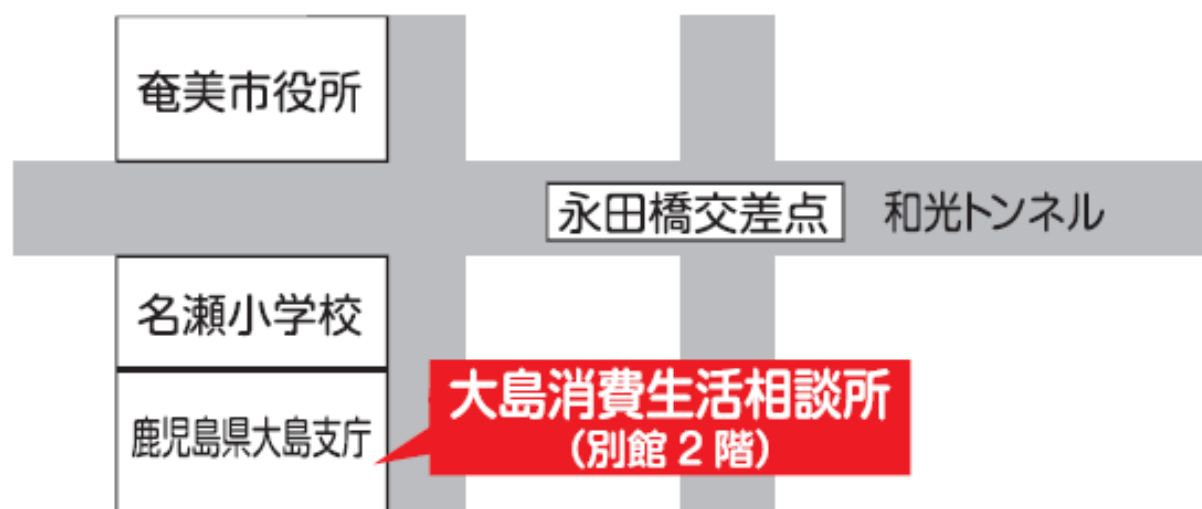 奄美市役所
永田橋交差点
和光トンネル
名瀬小学校
大島消費生活相談所
(別館2階)
鹿児島県大島支庁